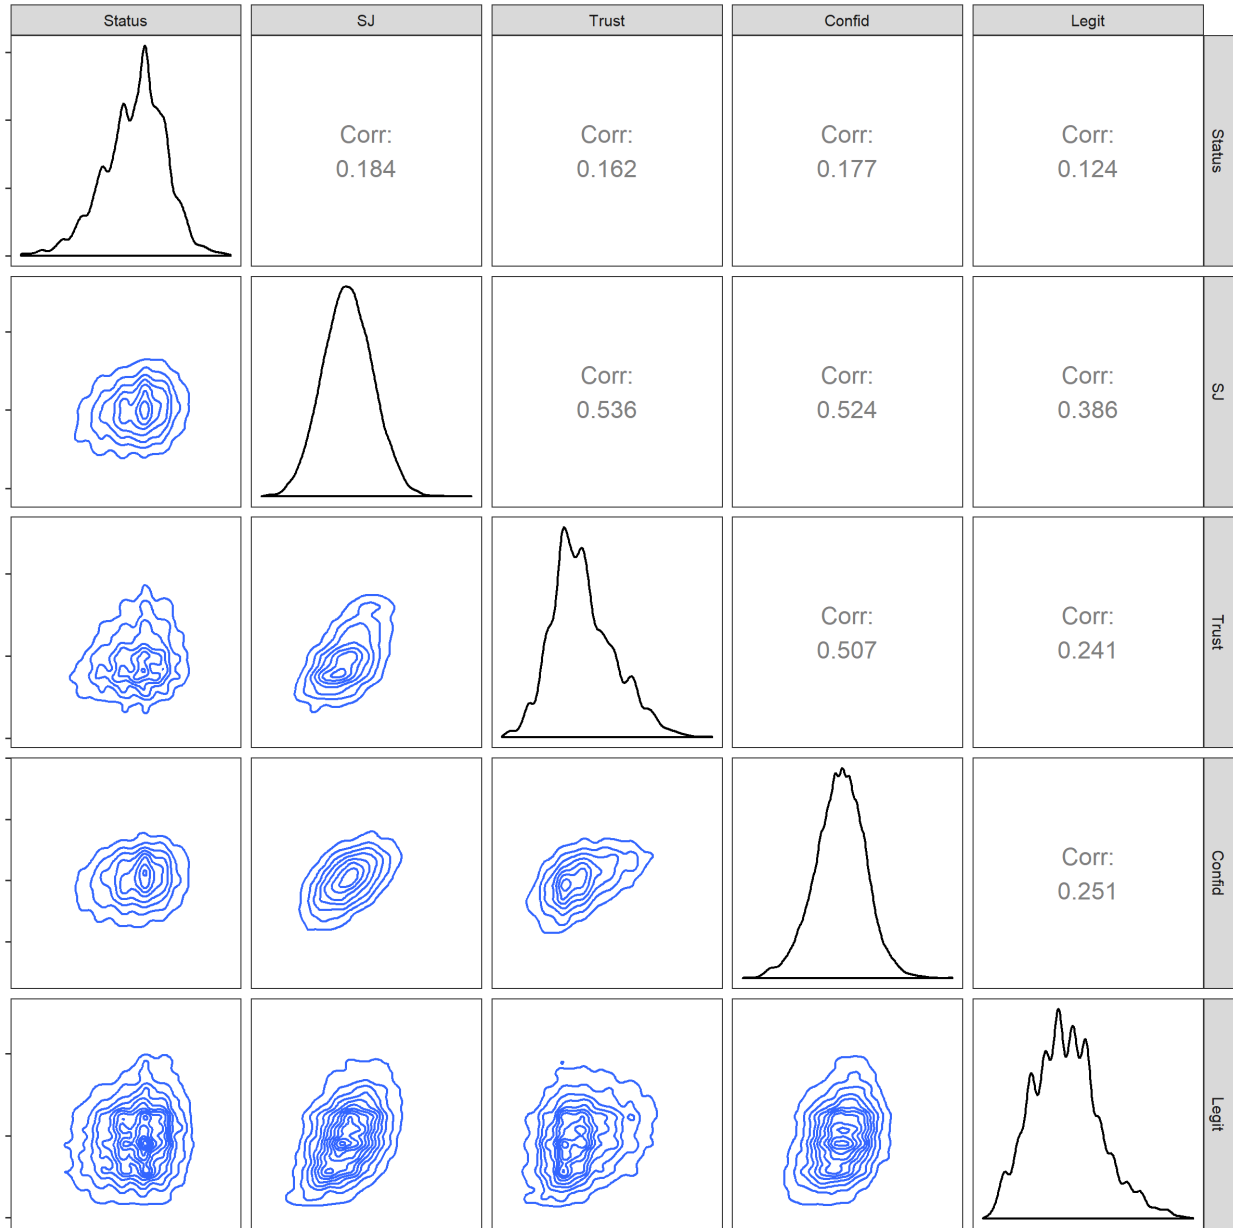 Status SJ Trust Confid Legit
Corr: Corr: Corr: Corr:
0.184 0.162 0.177 0.124
Status
Corr: Corr: Corr:
0.536 0.524 0.386
SJ
Corr: Corr:
0.507 0.241
Trust
Corr:
0.251
Confid
Legit